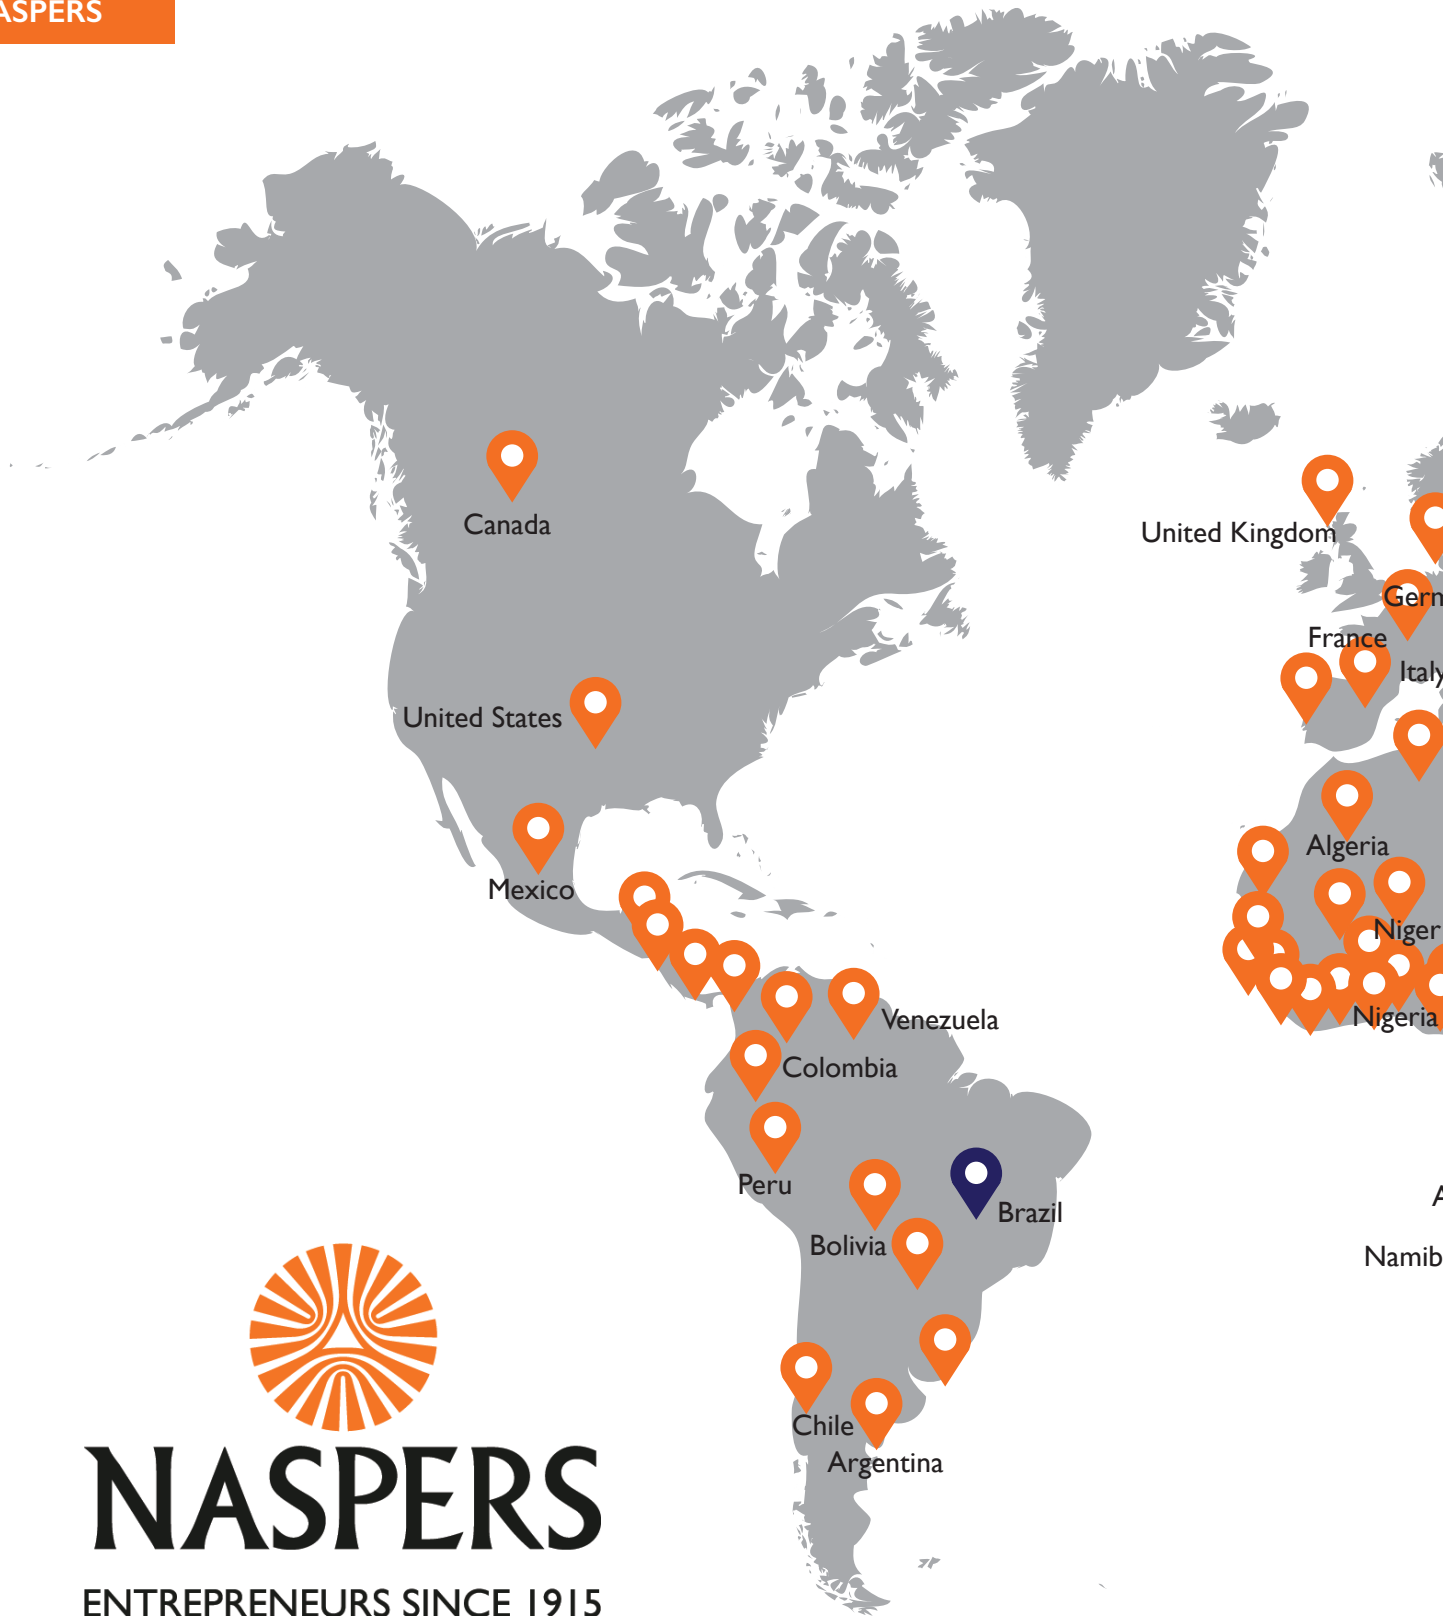 ASPERS
Canada
United Kingdom
Germ
France
Italy
United States
Algeria
Mexico
Niger
Nigeria
Venezuela
Colombia
Peru
Brazil
Bolivia
Namib
Chile
Argentina
NASPERS
ENTREPRENEURS SINCE 1915